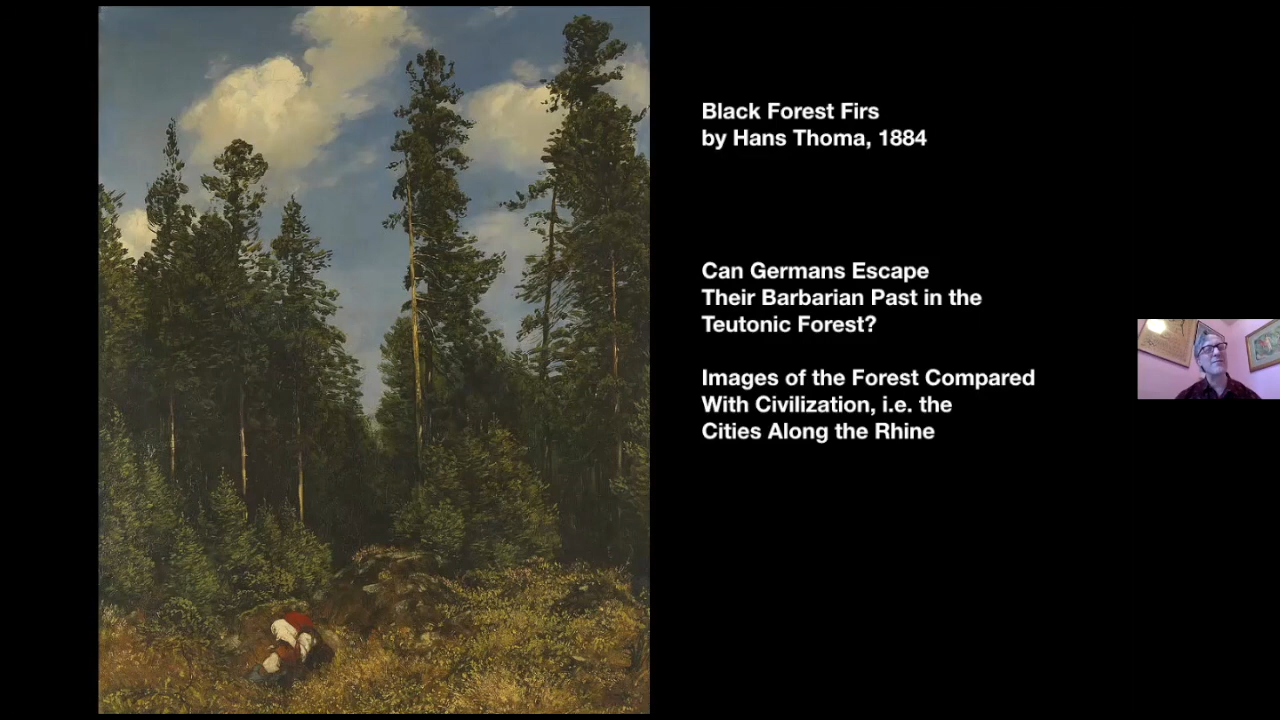 Black Forest Firs
by Hans Thoma, 1884
Can Germans Escape
Their Barbarian Past in the
Teutonic Forest?
Images of the Forest Compared
With Civilization, i.e. the
Cities Along the Rhine